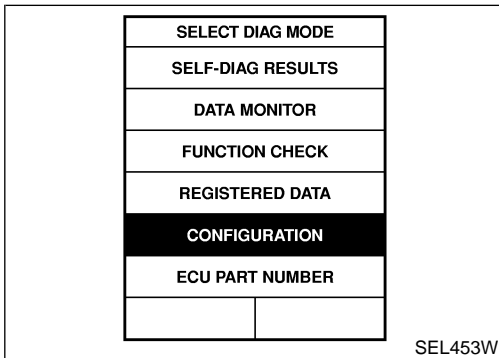 SELECT DIAG MODE
SELF-DIAG RESULTS
DATA MONITOR
FUNCTION CHECK
REGISTERED DATA
CONFIGURATION
ECU PART NUMBER
SEL453W